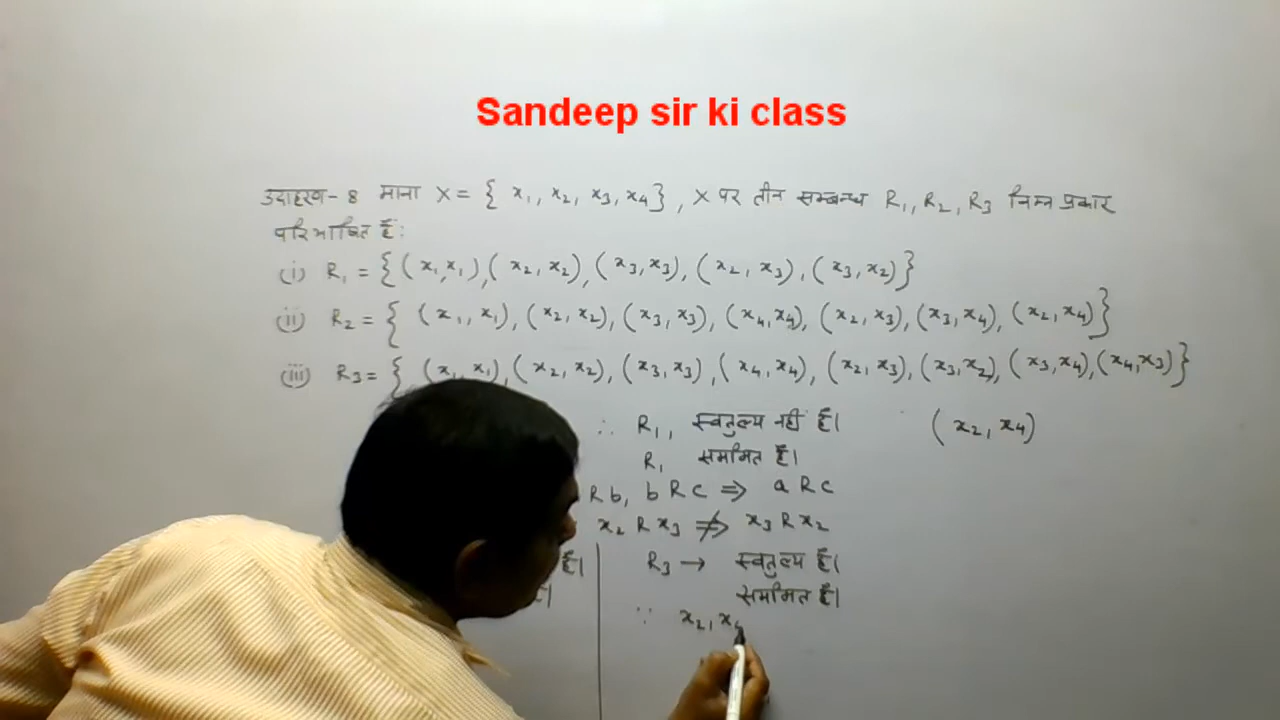 Sandeep sir ki class
उदाहरण-8 माना X = { x₁, x₂, x₃, x₄ }, X पर तीन सम्बन्ध R₁, R₂, R₃ निम्न प्रकार
परिभाषित हैं:
(i) R₁ = { (x₁, x₁), (x₂, x₂), (x₃, x₃), (x₂, x₃), (x₃, x₂) }
(ii) R₂ = { (x₁, x₁), (x₂, x₂), (x₃, x₃), (x₄, x₄), (x₂, x₃), (x₃, x₄), (x₂, x₄) }
(iii) R₃ = { (x₁, x₁), (x₂, x₂), (x₃, x₃), (x₄, x₄), (x₂, x₃), (x₃, x₂), (x₃, x₄), (x₄, x₃) }
∴ R₁, स्वतुल्य नहीं है। (x₂, x₄)
R₁ सममित है।
R b, b R c ⇒ a R c
x₂ R x₃ ⇏ x₃ R x₂
है। R₃ → स्वतुल्य है।
सममित है।
∵ x₂, x₄